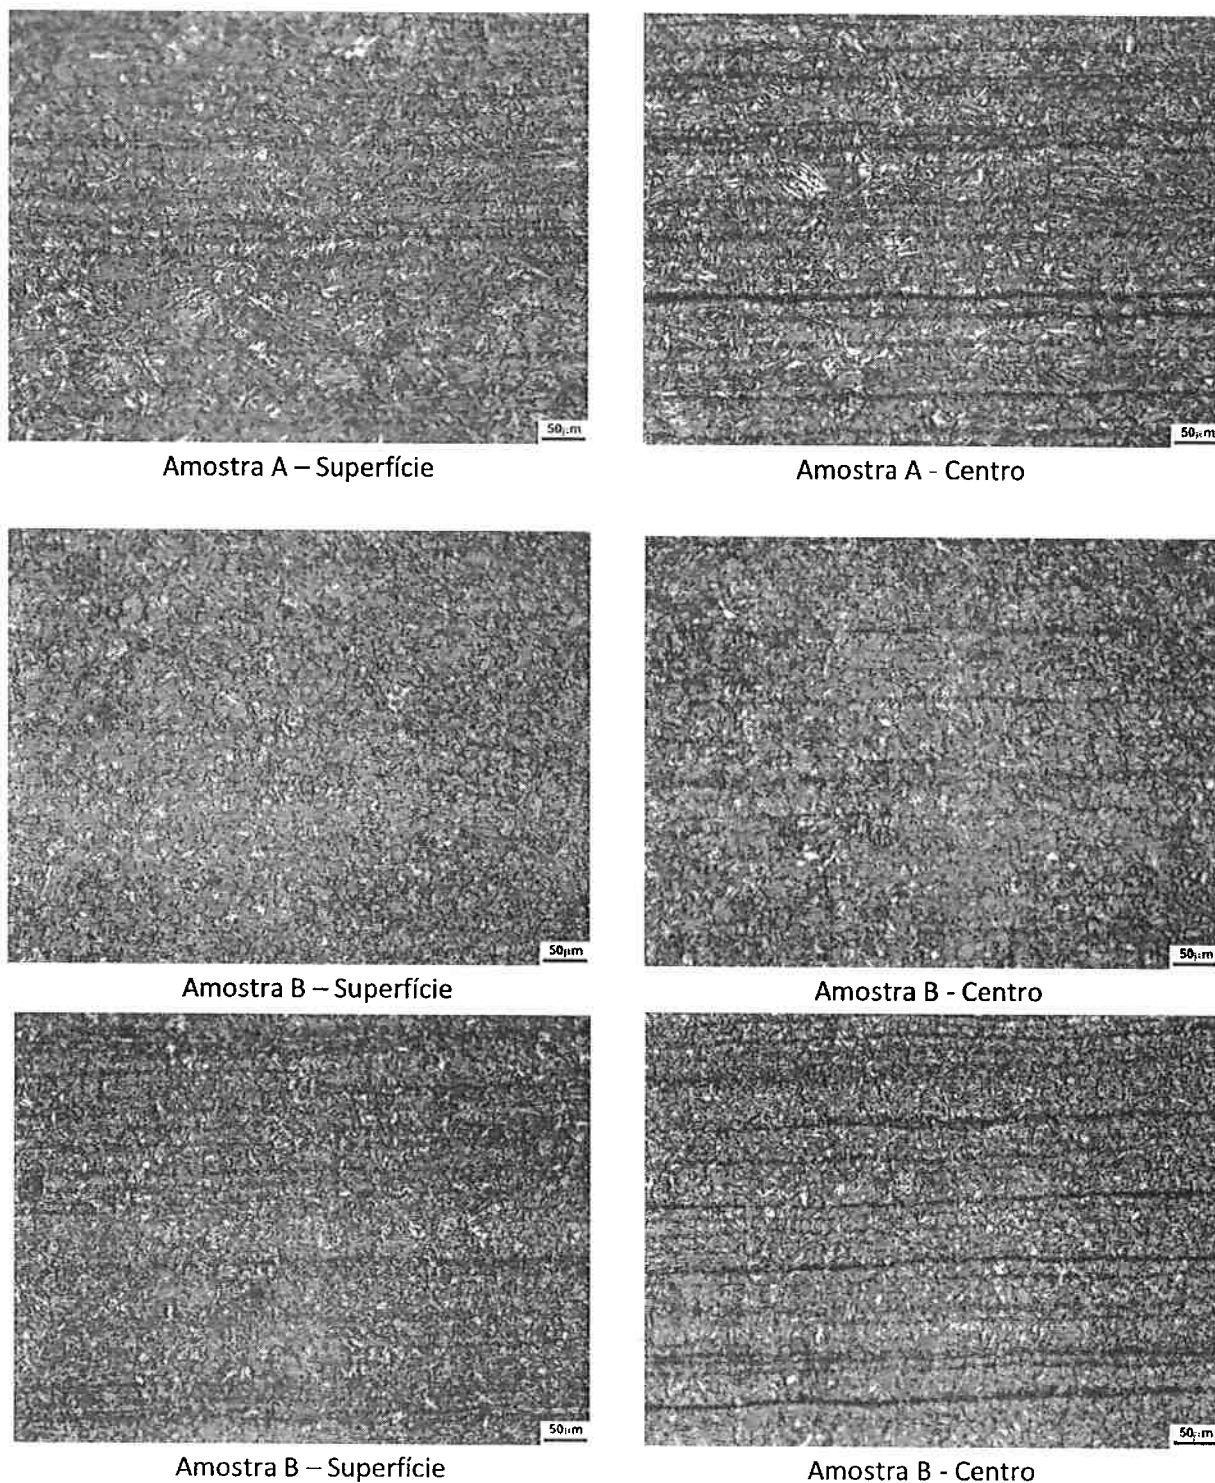 50µm
50µm
Amostra A – Superfície
Amostra A - Centro
50µm
50µm
Amostra B – Superfície
Amostra B - Centro
50µm
50µm
Amostra B – Superfície
Amostra B - Centro